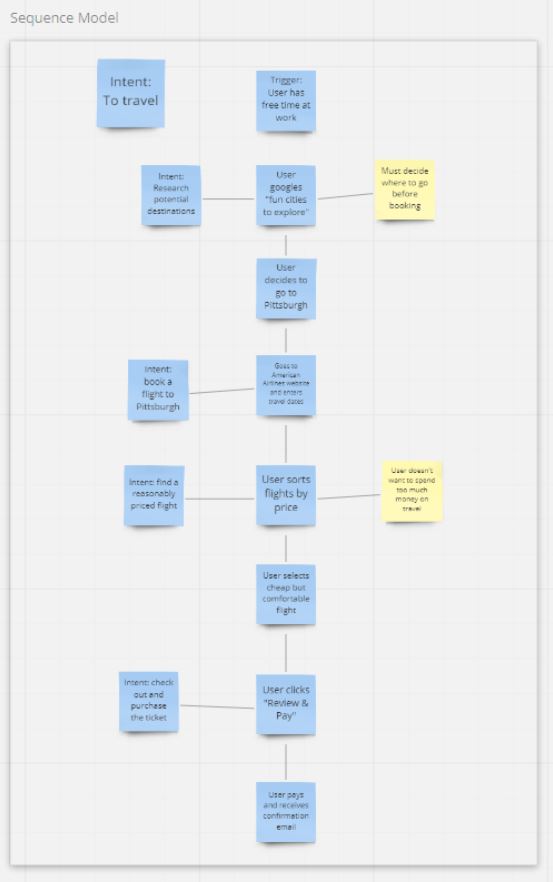 Sequence Model
Intent:
To travel
Trigger:
User has
free time at
work
Intent:
Research
potential
destinations
User
googles
"fun cities
to explore"
Must decide
where to go
before
booking
User
decides to
go to
Pittsburgh
Intent:
book a
flight to
Pittsburgh
Goes to
American
Airlines website
and enters
travel dates
Intent: find a
reasonably
priced flight
User sorts
flights by
price
User doesn't
want to spend
too much
money on
travel
User selects
cheap but
comfortable
flight
Intent: check
out and
purchase
the ticket
User clicks
"Review &
Pay"
User pays
and receives
confirmation
email